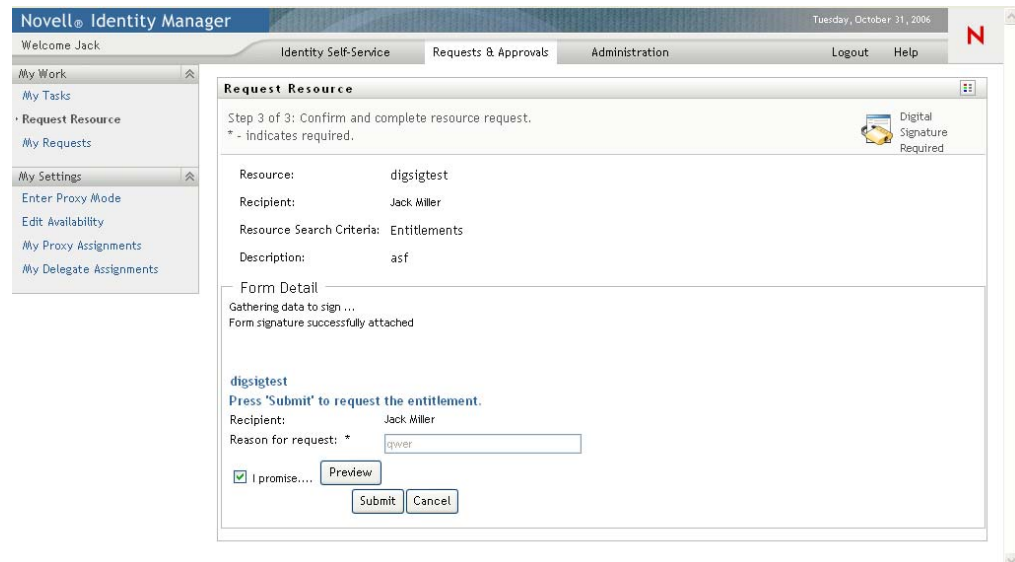 Novell® Identity Manager
Tuesday, October 31, 2006
N
Welcome Jack
Identity Self-Service
Requests & Approvals
Administration
Logout
Help
My Work
My Tasks
Request Resource
My Requests
My Settings
Enter Proxy Mode
Edit Availability
My Proxy Assignments
My Delegate Assignments
Request Resource
Step 3 of 3: Confirm and complete resource request.
* - indicates required.
Digital
Signature
Required
Resource: digsigtest
Recipient: Jack Miller
Resource Search Criteria: Entitlements
Description: asf
Form Detail
Gathering data to sign ...
Form signature successfully attached
digsigtest
Press 'Submit' to request the entitlement.
Recipient: Jack Miller
Reason for request: * qwer
I promise.... Preview
Submit Cancel